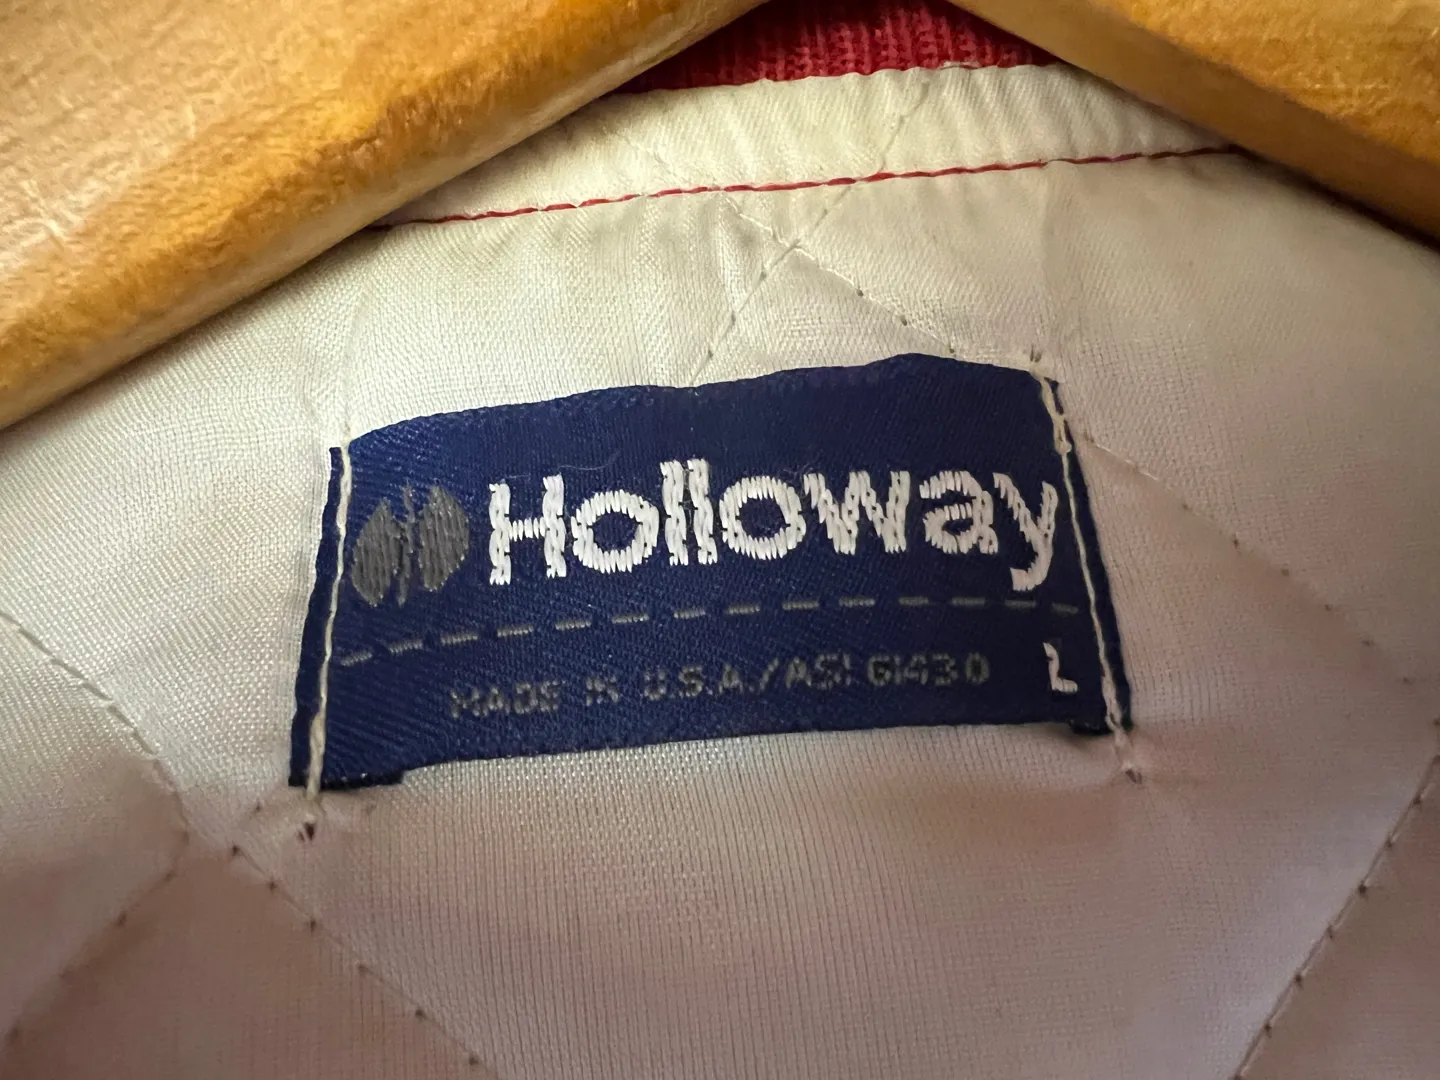 Holloway
MADE IN U.S.A./ASI 61430 L